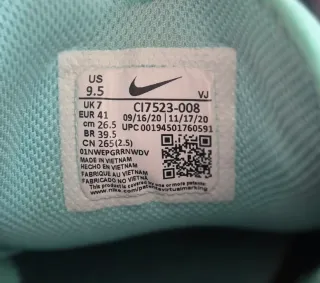 US
9.5
VJ
UK 7
EUR 41
cm 26.5
BR 39.5
CN 265(2.5)
CI7523-008
09/16/20 11/17/20
UPC 00194501760591
01NWEPGRRNWDV
MADE IN VIETNAM
HECHO EN VIETNAM
FABRIQUE AU VIETNAM
FABRICADO NO VIETNAM